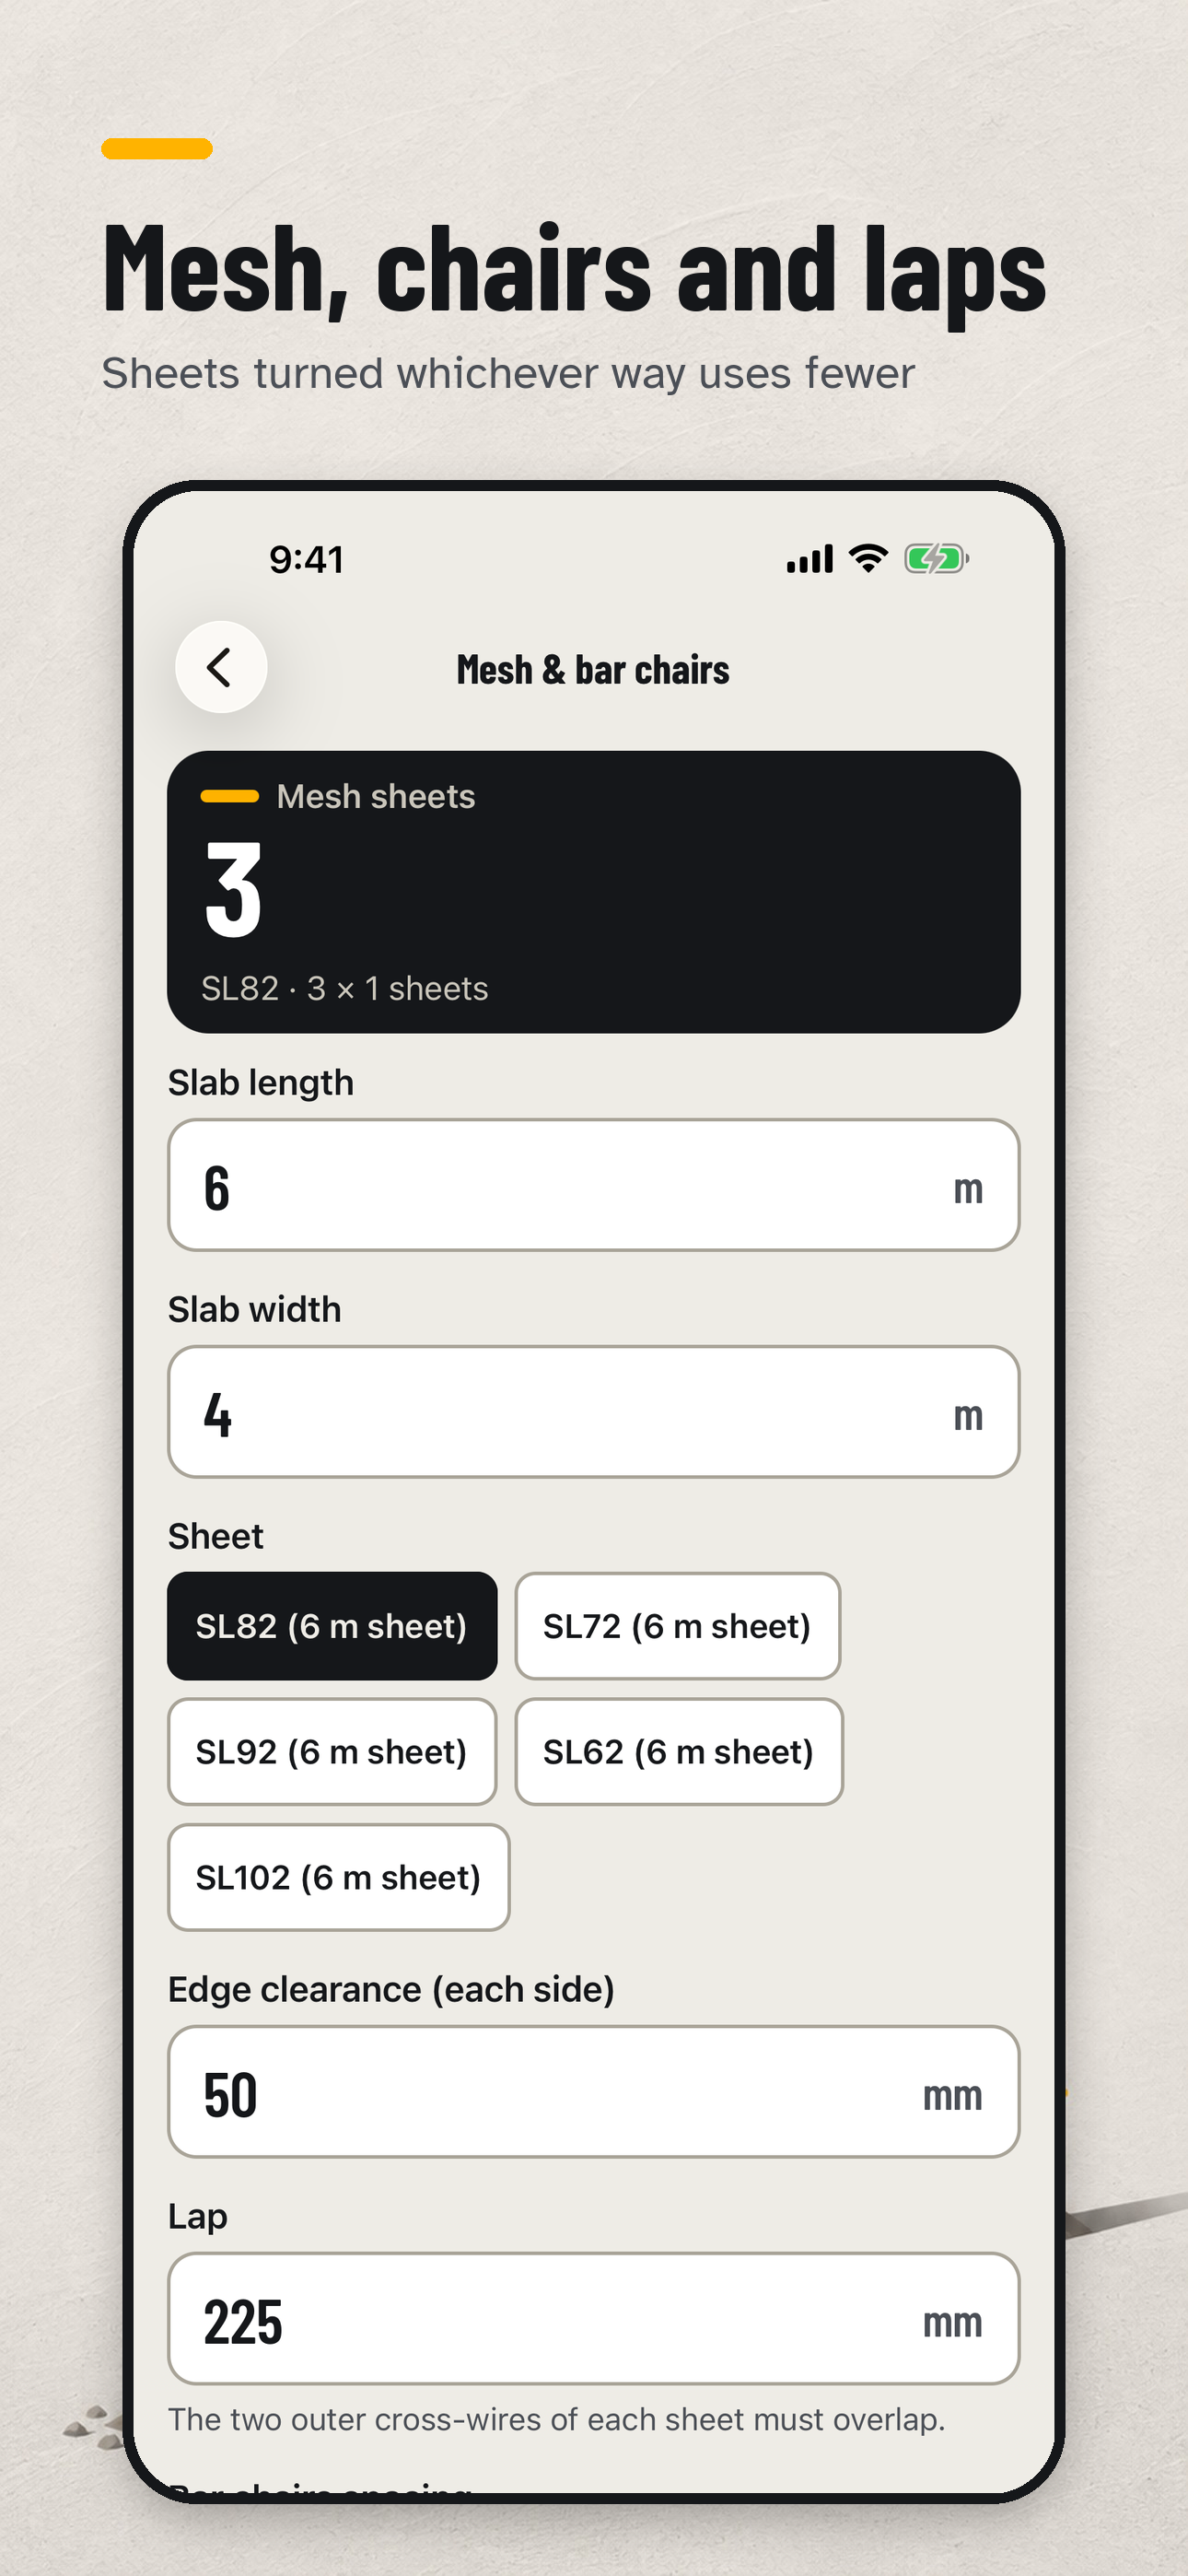 Mesh, chairs and laps
Sheets turned whichever way uses fewer
9:41
Mesh & bar chairs
Mesh sheets
3
SL82 · 3 × 1 sheets
Slab length
6 m
Slab width
4 m
Sheet
SL82 (6 m sheet) SL72 (6 m sheet)
SL92 (6 m sheet) SL62 (6 m sheet)
SL102 (6 m sheet)
Edge clearance (each side)
50 mm
Lap
225 mm
The two outer cross-wires of each sheet must overlap.
Bar chairs spacing